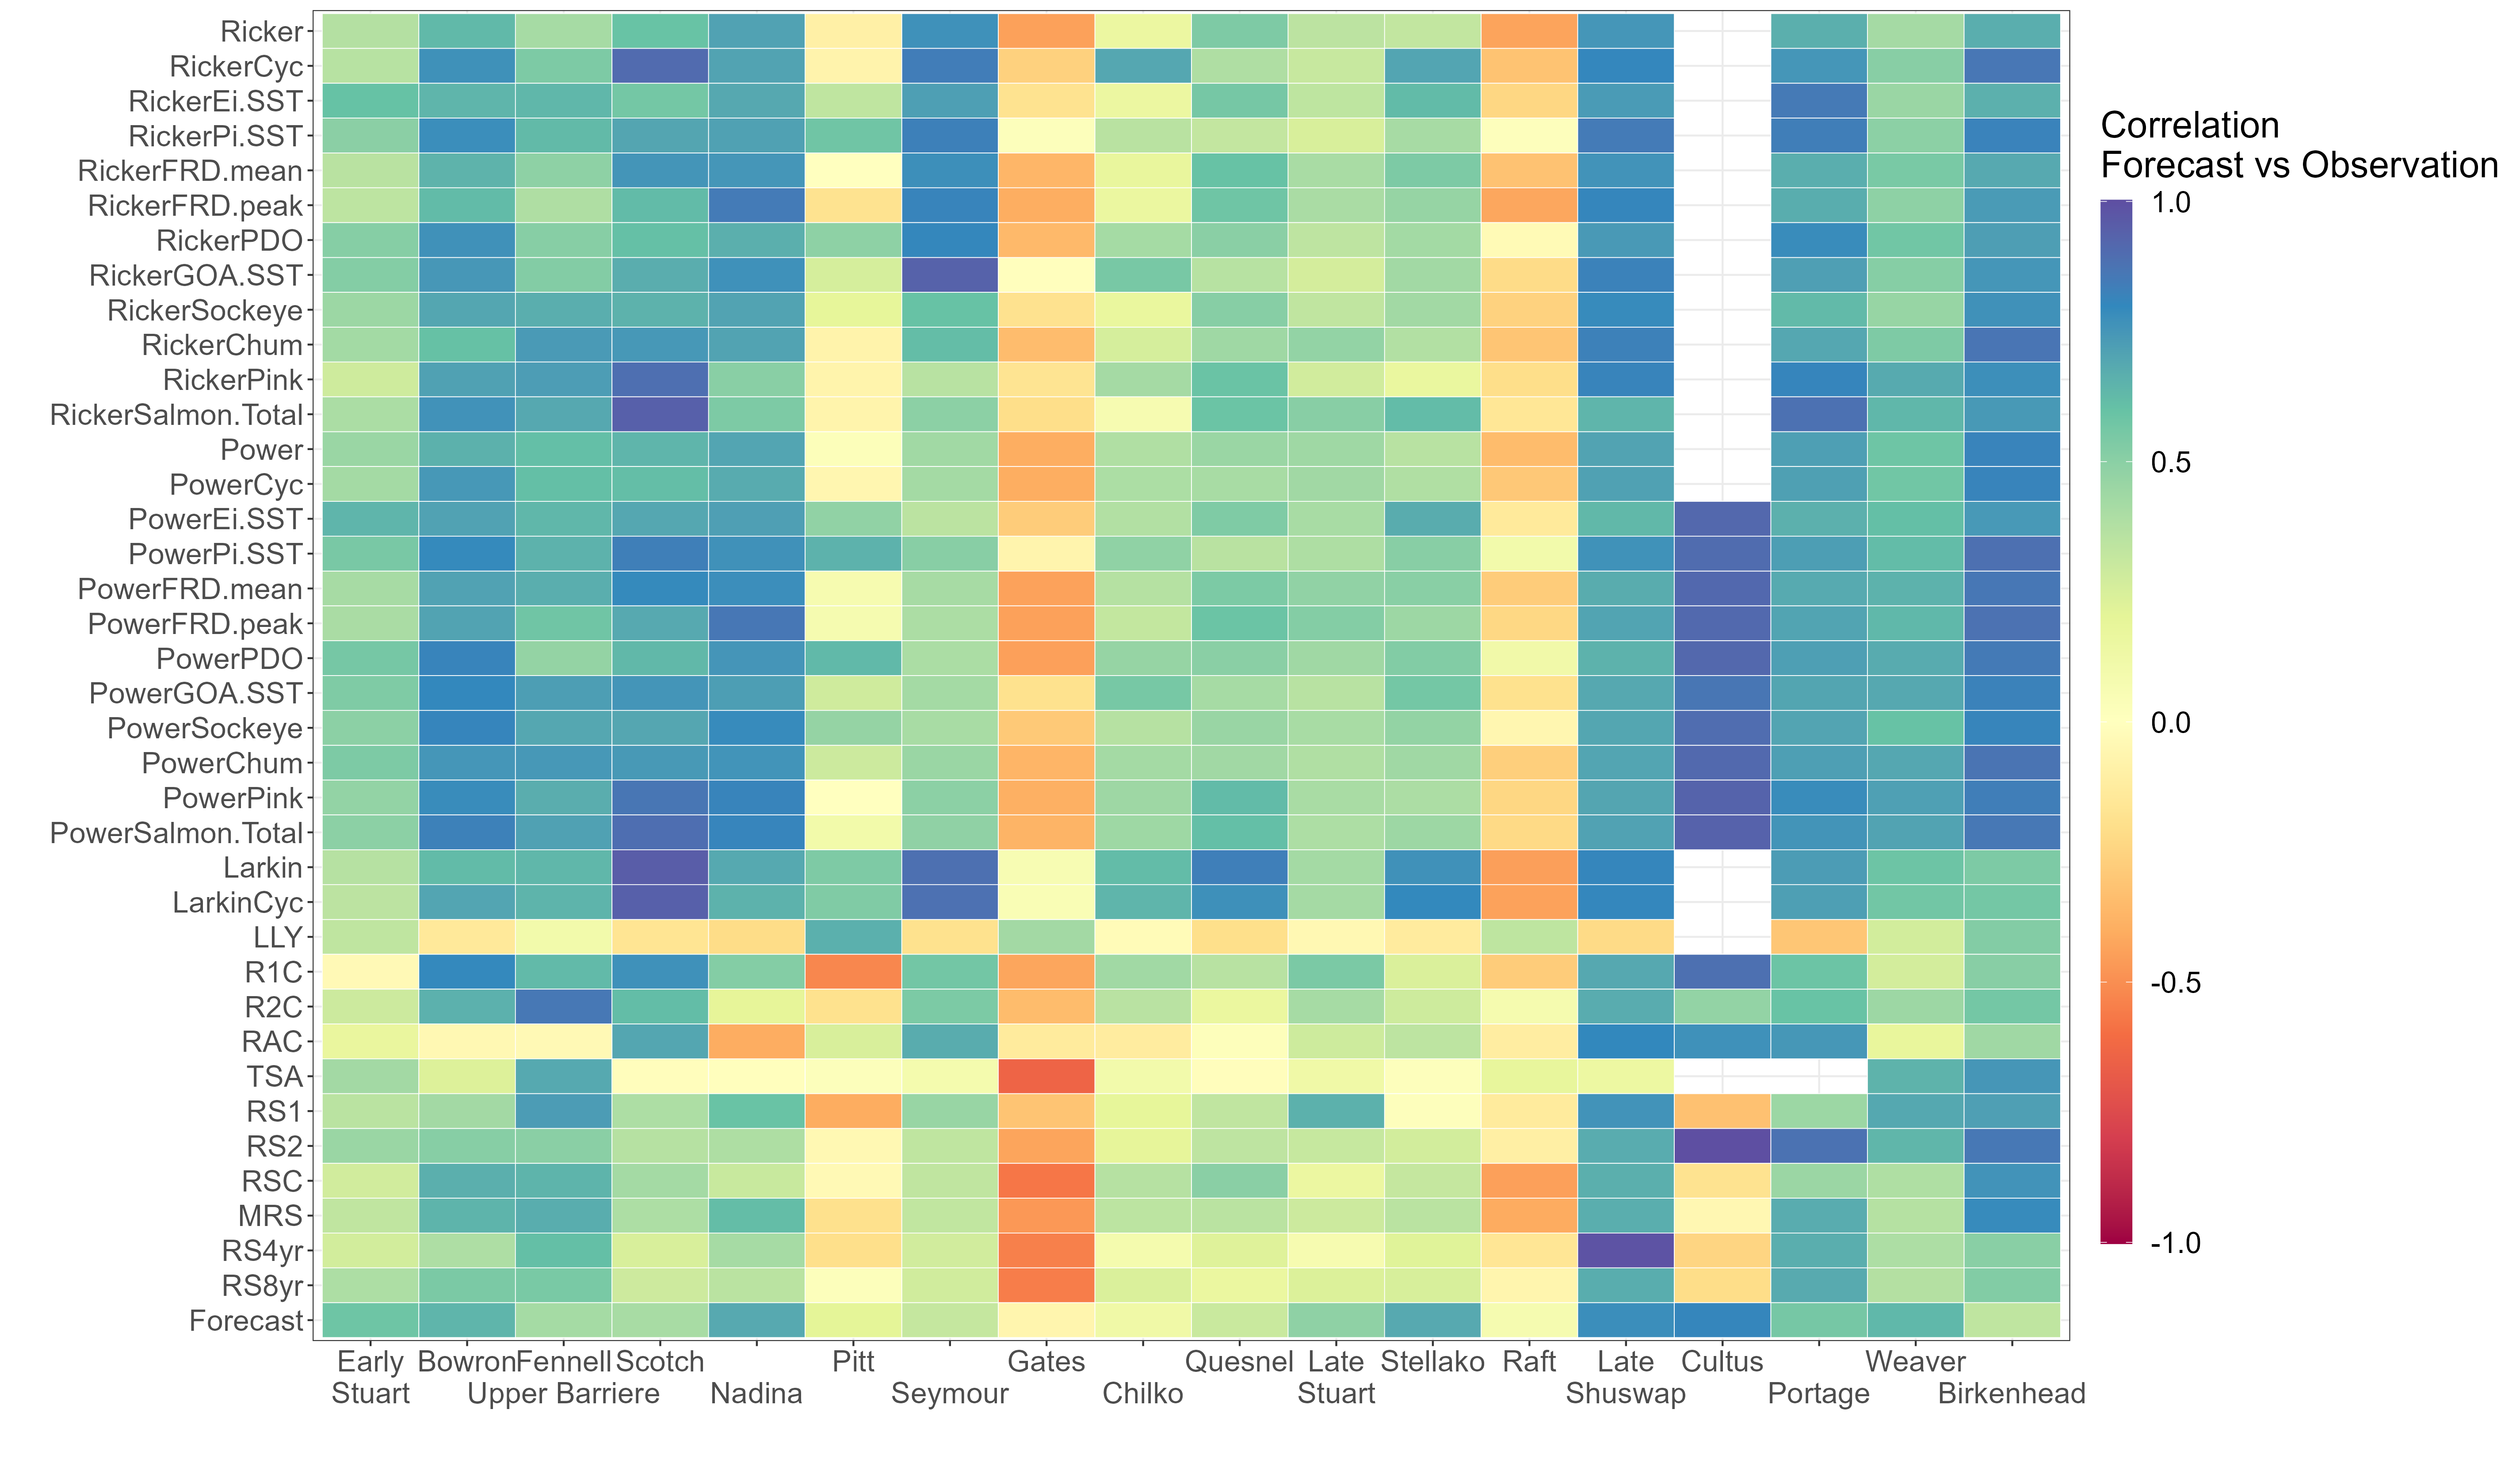 Ricker
RickerCyc
RickerEi.SST
RickerPi.SST
RickerFRD.mean
RickerFRD.peak
RickerPDO
RickerGOA.SST
RickerSockeye
RickerChum
RickerPink
RickerSalmon.Total
Power
PowerCyc
PowerEi.SST
PowerPi.SST
PowerFRD.mean
PowerFRD.peak
PowerPDO
PowerGOA.SST
PowerSockeye
PowerChum
PowerPink
PowerSalmon.Total
Larkin
LarkinCyc
LLY
R1C
R2C
RAC
TSA
RS1
RS2
RSC
MRS
RS4yr
RS8yr
Forecast
Early
Stuart
Bowron
Fennell
Upper Barriere
Scotch
Nadina
Pitt
Seymour
Gates
Chilko
Quesnel
Late
Stuart
Stellako
Raft
Late
Shuswap
Cultus
Portage
Weaver
Birkenhead
Correlation
Forecast vs Observation
1.0
0.5
0.0
-0.5
-1.0